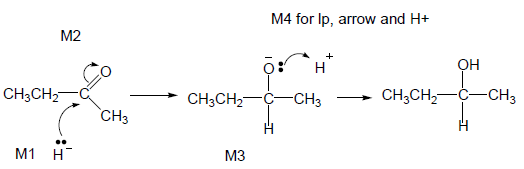 M4 for lp, arrow and H+
M2
O
CH3CH2 C
CH3
M1 H–
–
O
H+
CH3CH2 C CH3
H
M3
OH
CH3CH2 C CH3
H